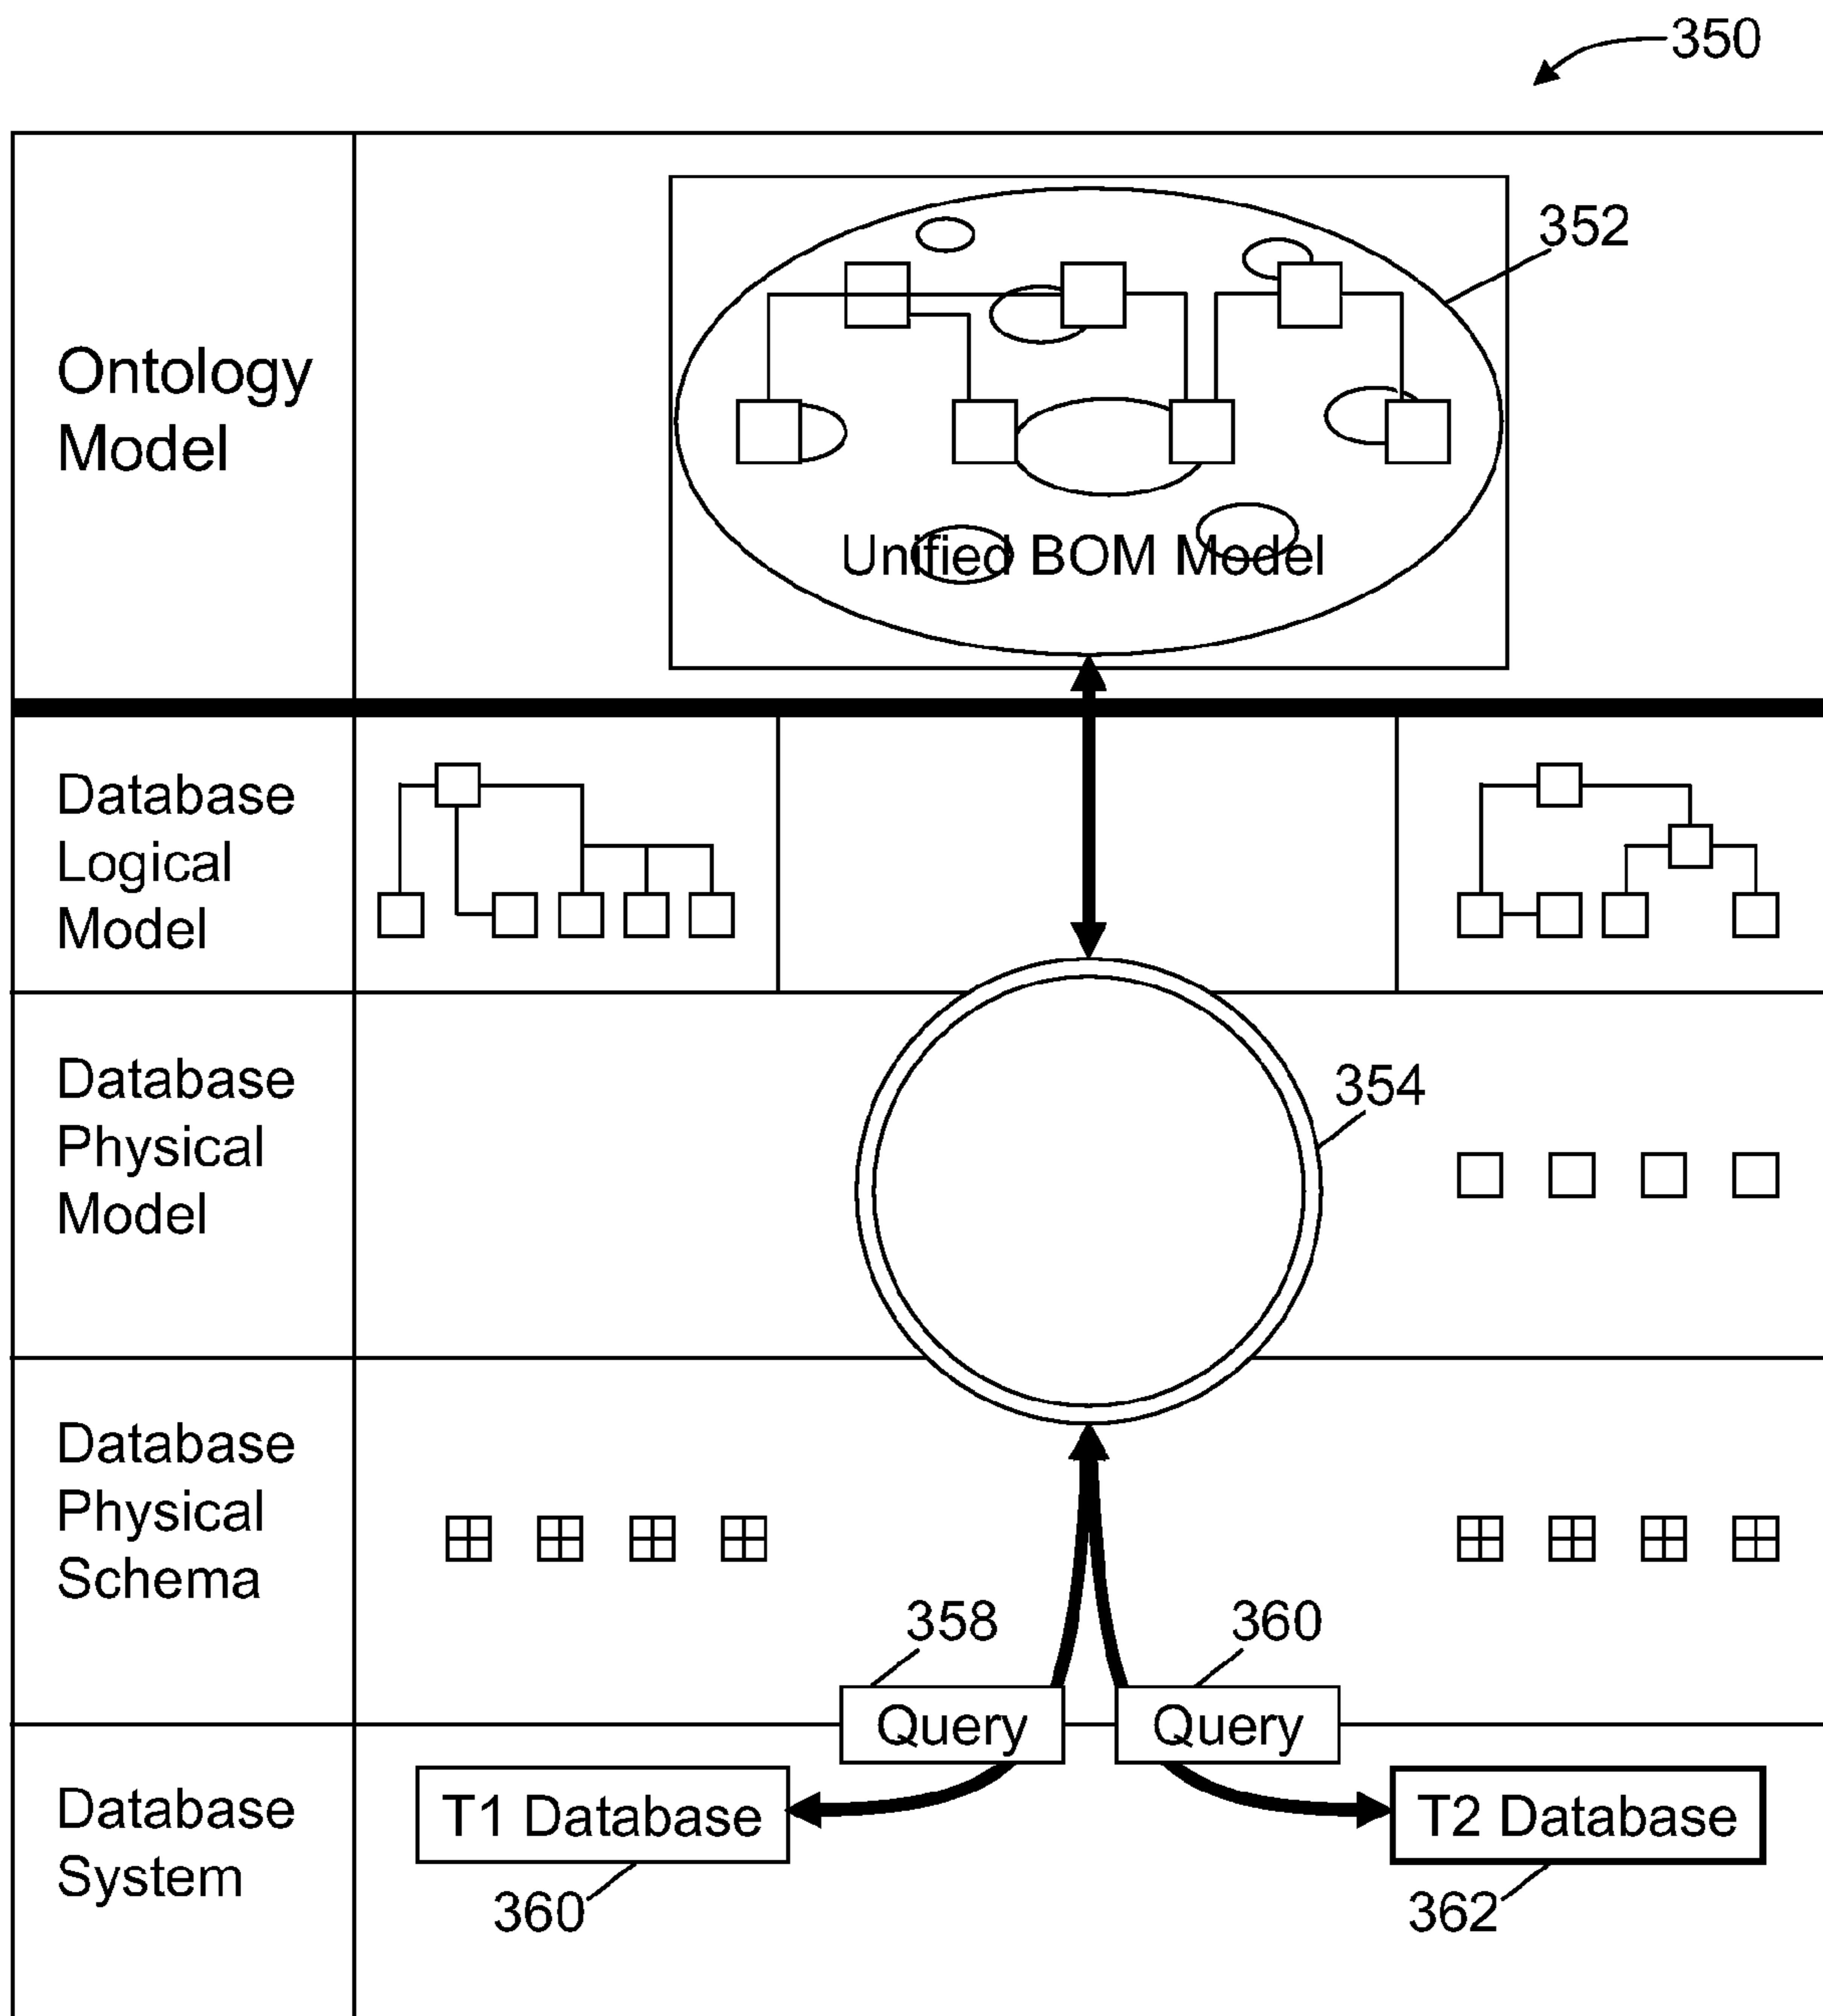 350
352
Ontology
Model
Unified BOM Model
Database
Logical
Model
Database
Physical
Model
354
Database
Physical
Schema
358
360
Query
Query
Database
System
T1 Database
T2 Database
360
362